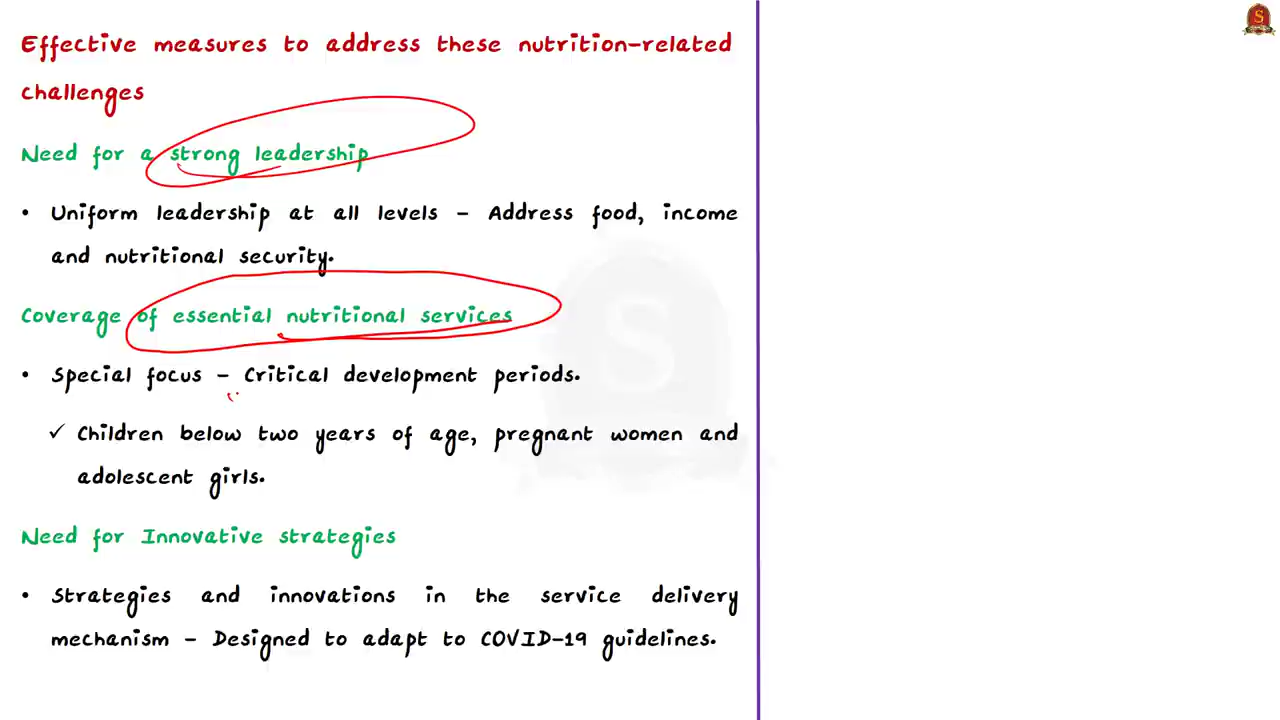 Effective measures to address these nutrition-related
challenges
Need for a strong leadership
• Uniform leadership at all levels - Address food, income
and nutritional security.
Coverage of essential nutritional services
• Special focus - Critical development periods.
✓ Children below two years of age, pregnant women and
adolescent girls.
Need for Innovative strategies
• Strategies and innovations in the service delivery
mechanism - Designed to adapt to COVID-19 guidelines.
S
S